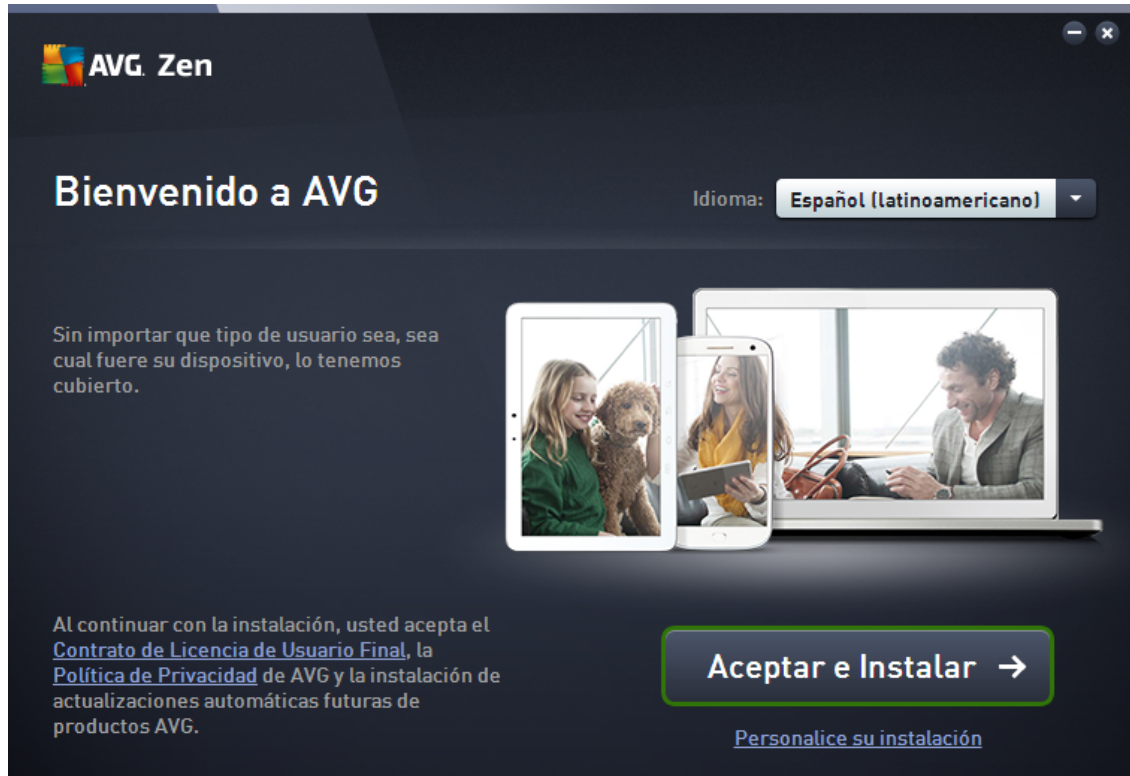 AVG. Zen
Bienvenido a AVG
Idioma: Español (latinoamericano)
Sin importar que tipo de usuario sea, sea
cual fuere su dispositivo, lo tenemos
cubierto.
Al continuar con la instalación, usted acepta el
Contrato de Licencia de Usuario Final, la
Política de Privacidad de AVG y la instalación de
actualizaciones automáticas futuras de
productos AVG.
Aceptar e Instalar →
Personalice su instalación